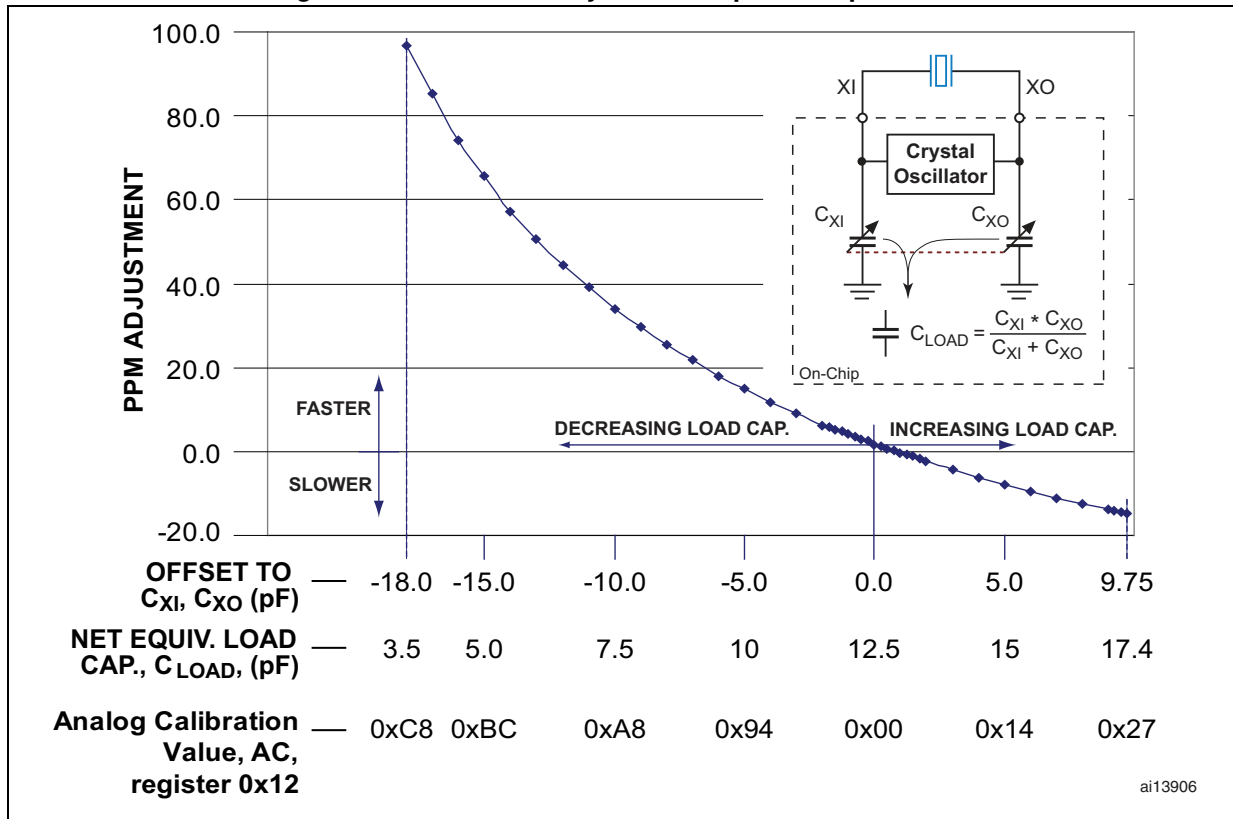 100.0
80.0
60.0
40.0
20.0
0.0
-20.0
PPM ADJUSTMENT
FASTER
SLOWER
DECREASING LOAD CAP.
INCREASING LOAD CAP.
XI
XO
Crystal
Oscillator
CXI
CXO
CLOAD = CXI * CXO
CXI + CXO
On-Chip
OFFSET TO
CXI, CXO (pF)
-18.0 -15.0 -10.0 -5.0 0.0 5.0 9.75
NET EQUIV. LOAD
CAP., CLOAD, (pF)
3.5 5.0 7.5 10 12.5 15 17.4
Analog Calibration
Value, AC,
register 0x12
0xC8 0xBC 0xA8 0x94 0x00 0x14 0x27
ai13906